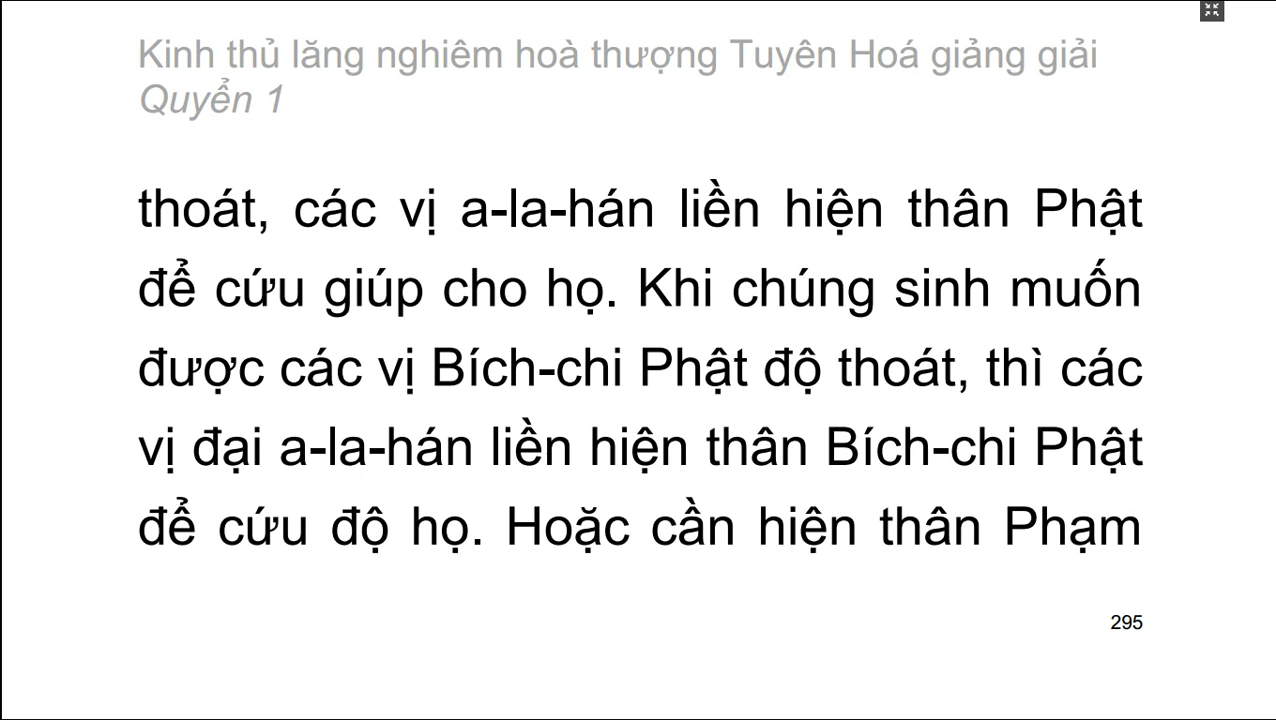 Kinh thủ lăng nghiêm hoà thượng Tuyên Hoá giảng giải
Quyển 1
thoát, các vị a-la-hán liền hiện thân Phật
để cứu giúp cho họ. Khi chúng sinh muốn
được các vị Bích-chi Phật độ thoát, thì các
vị đại a-la-hán liền hiện thân Bích-chi Phật
để cứu độ họ. Hoặc cần hiện thân Phạm
295